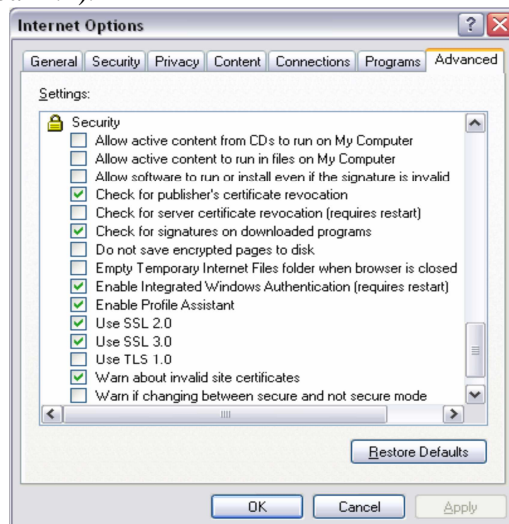 Internet Options
General Security Privacy Content Connections Programs Advanced
Settings:
Security
Allow active content from CDs to run on My Computer
Allow active content to run in files on My Computer
Allow software to run or install even if the signature is invalid
Check for publisher's certificate revocation
Check for server certificate revocation (requires restart)
Check for signatures on downloaded programs
Do not save encrypted pages to disk
Empty Temporary Internet Files folder when browser is closed
Enable Integrated Windows Authentication (requires restart)
Enable Profile Assistant
Use SSL 2.0
Use SSL 3.0
Use TLS 1.0
Warn about invalid site certificates
Warn if changing between secure and not secure mode
Restore Defaults
OK Cancel Apply